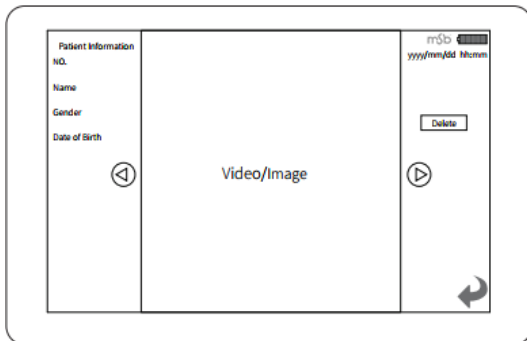 Patient Information
NO.
Name
Gender
Date of Birth
Video/Image
yyyy/mm/dd hh:mm
Delete